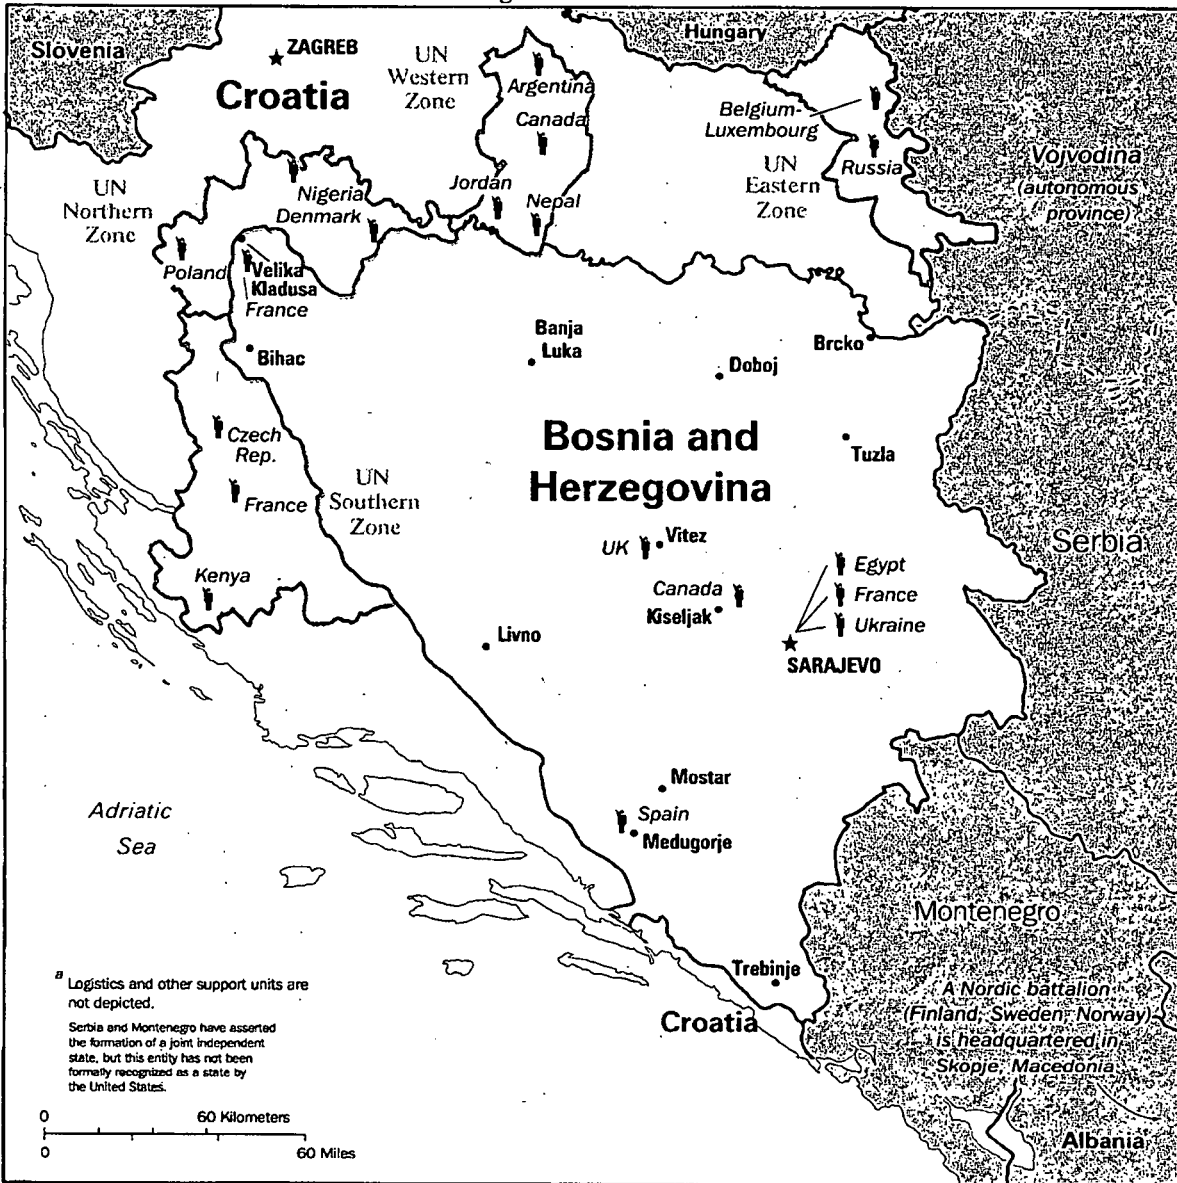 Slovenia
ZAGREB
Croatia
UN
Western
Zone
Hungary
Argentina
Canada
Belgium-
Luxembourg
Russia
UN
Eastern
Zone
Vojvodina
(autonomous
province)
UN
Northern
Zone
Nigeria
Denmark
Jordan
Nepal
Poland
Velika
Kladusa
France
Bihac
Banja
Luka
Doboj
Brcko
Bosnia and
Herzegovina
Tuzla
Czech
Rep.
France
UN
Southern
Zone
Kenya
UK
Vitez
Canada
Kiseljak
Egypt
France
Ukraine
SARAJEVO
Serbia
Livno
Mostar
Spain
Medugorje
Adriatic
Sea
Montenegro
Trebinje
Croatia
A Nordic battalion
(Finland, Sweden, Norway)
is headquartered in
Skopje, Macedonia
Albania
a Logistics and other support units are
not depicted.
Serbia and Montenegro have asserted
the formation of a joint independent
state, but this entity has not been
formally recognized as a state by
the United States.
0 60 Kilometers
0 60 Miles